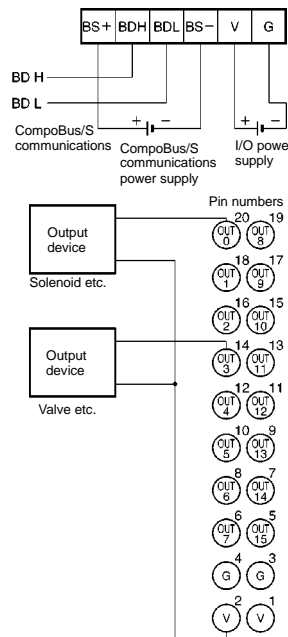 BS+ BDH BDL BS− V G
BD H
BD L
+ −
+ −
CompoBus/S
communications
CompoBus/S
communications
power supply
I/O powe
supply
Pin numbers
20 19
OUT 0 OUT 8
Output
device
Solenoid etc.
18 17
OUT 1 OUT 9
16 15
OUT 2 OUT 10
14 13
OUT 3 OUT 11
Output
device
Valve etc.
12 11
OUT 4 OUT 12
10 9
OUT 5 OUT 13
8 7
OUT 6 OUT 14
6 5
OUT 7 OUT 15
4 3
G G
2 1
V V